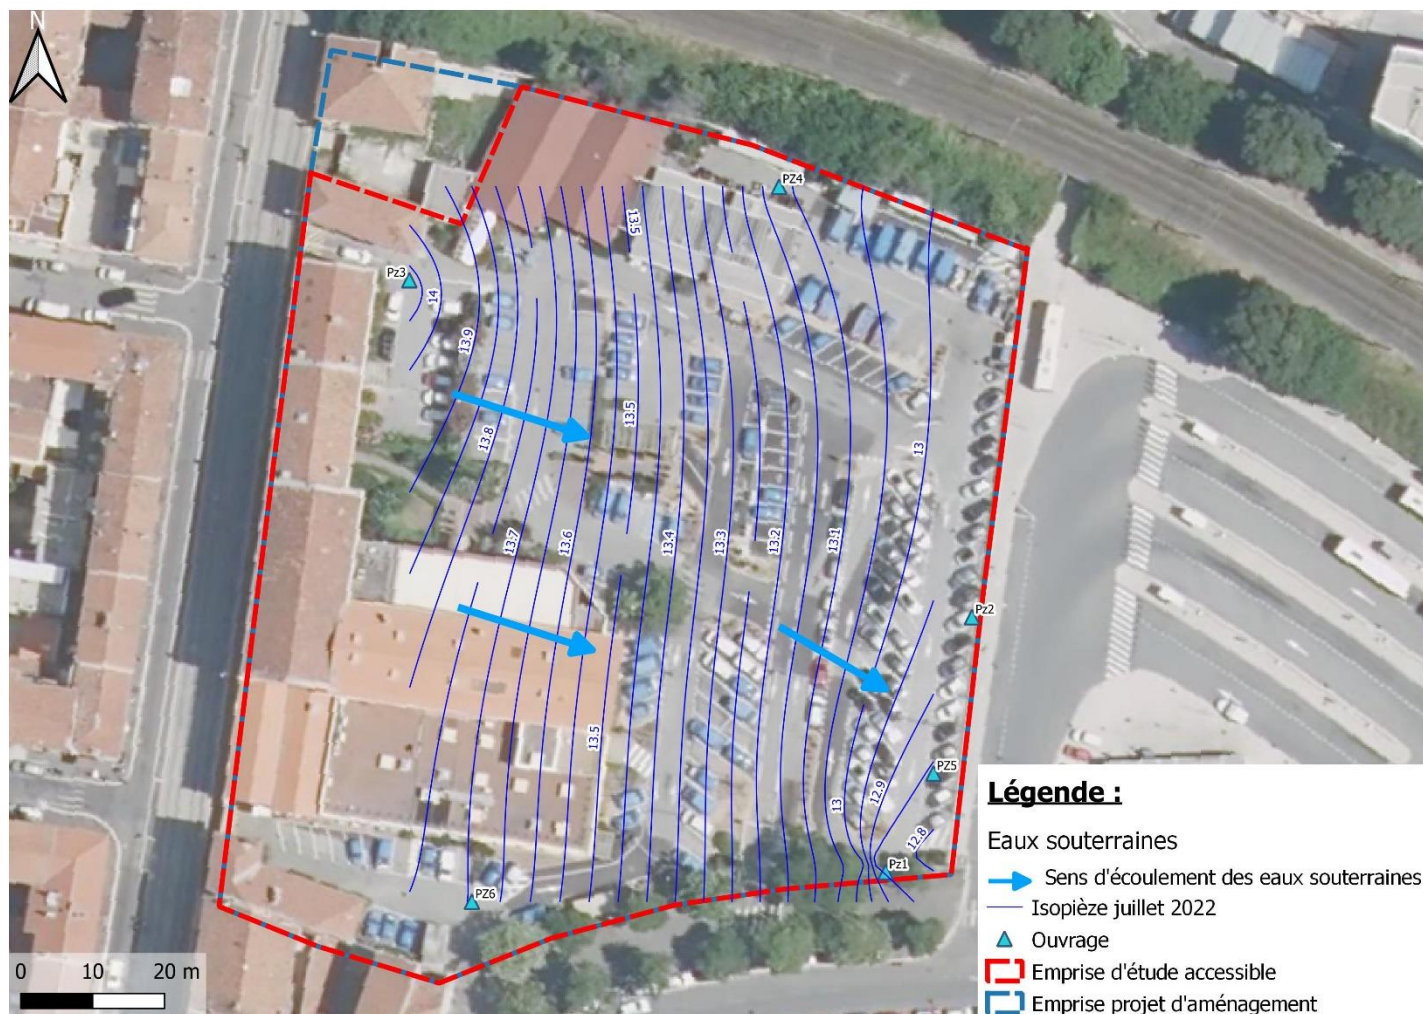 N
PZ4
13.5
Pz3
14
13.9
13.5
13.8
13
13.7
13.6
13.4
13.3
13.2
13.1
Pz2
13.5
PZ5
12.9
13
12.8
Pz1
PZ6
0 10 20 m
Légende :
Eaux souterraines
Sens d'écoulement des eaux souterraines
Isopièze juillet 2022
Ouvrage
Emprise d'étude accessible
Emprise projet d'aménagement